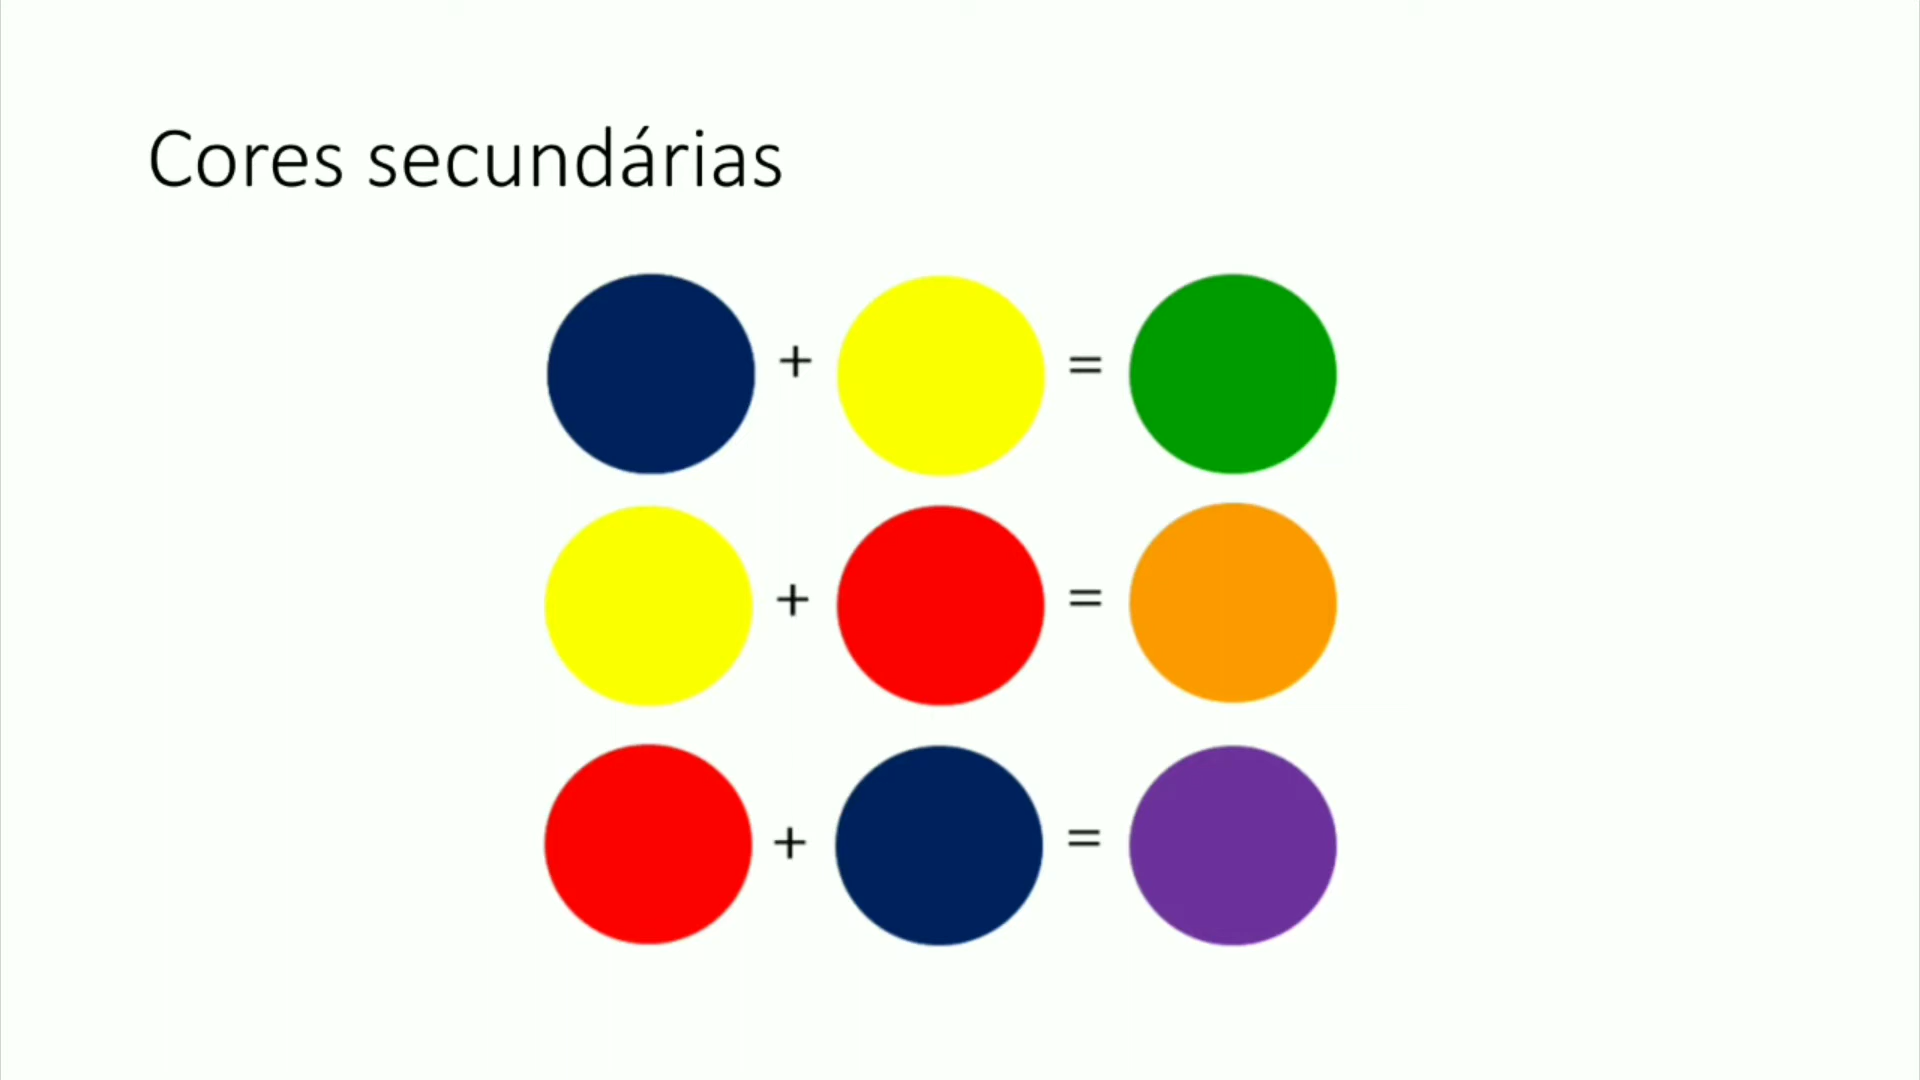 Cores secundárias
+ =
+ =
+ =